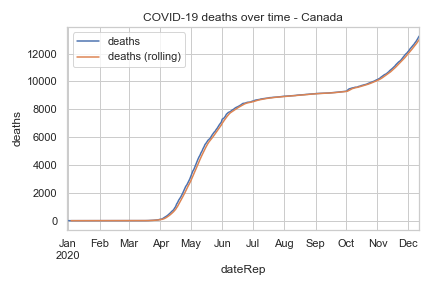 COVID-19 deaths over time - Canada
deaths
deaths (rolling)
12000
10000
8000
6000
4000
2000
0
deaths
Jan Feb Mar Apr May Jun Jul Aug Sep Oct Nov Dec
2020
dateRep